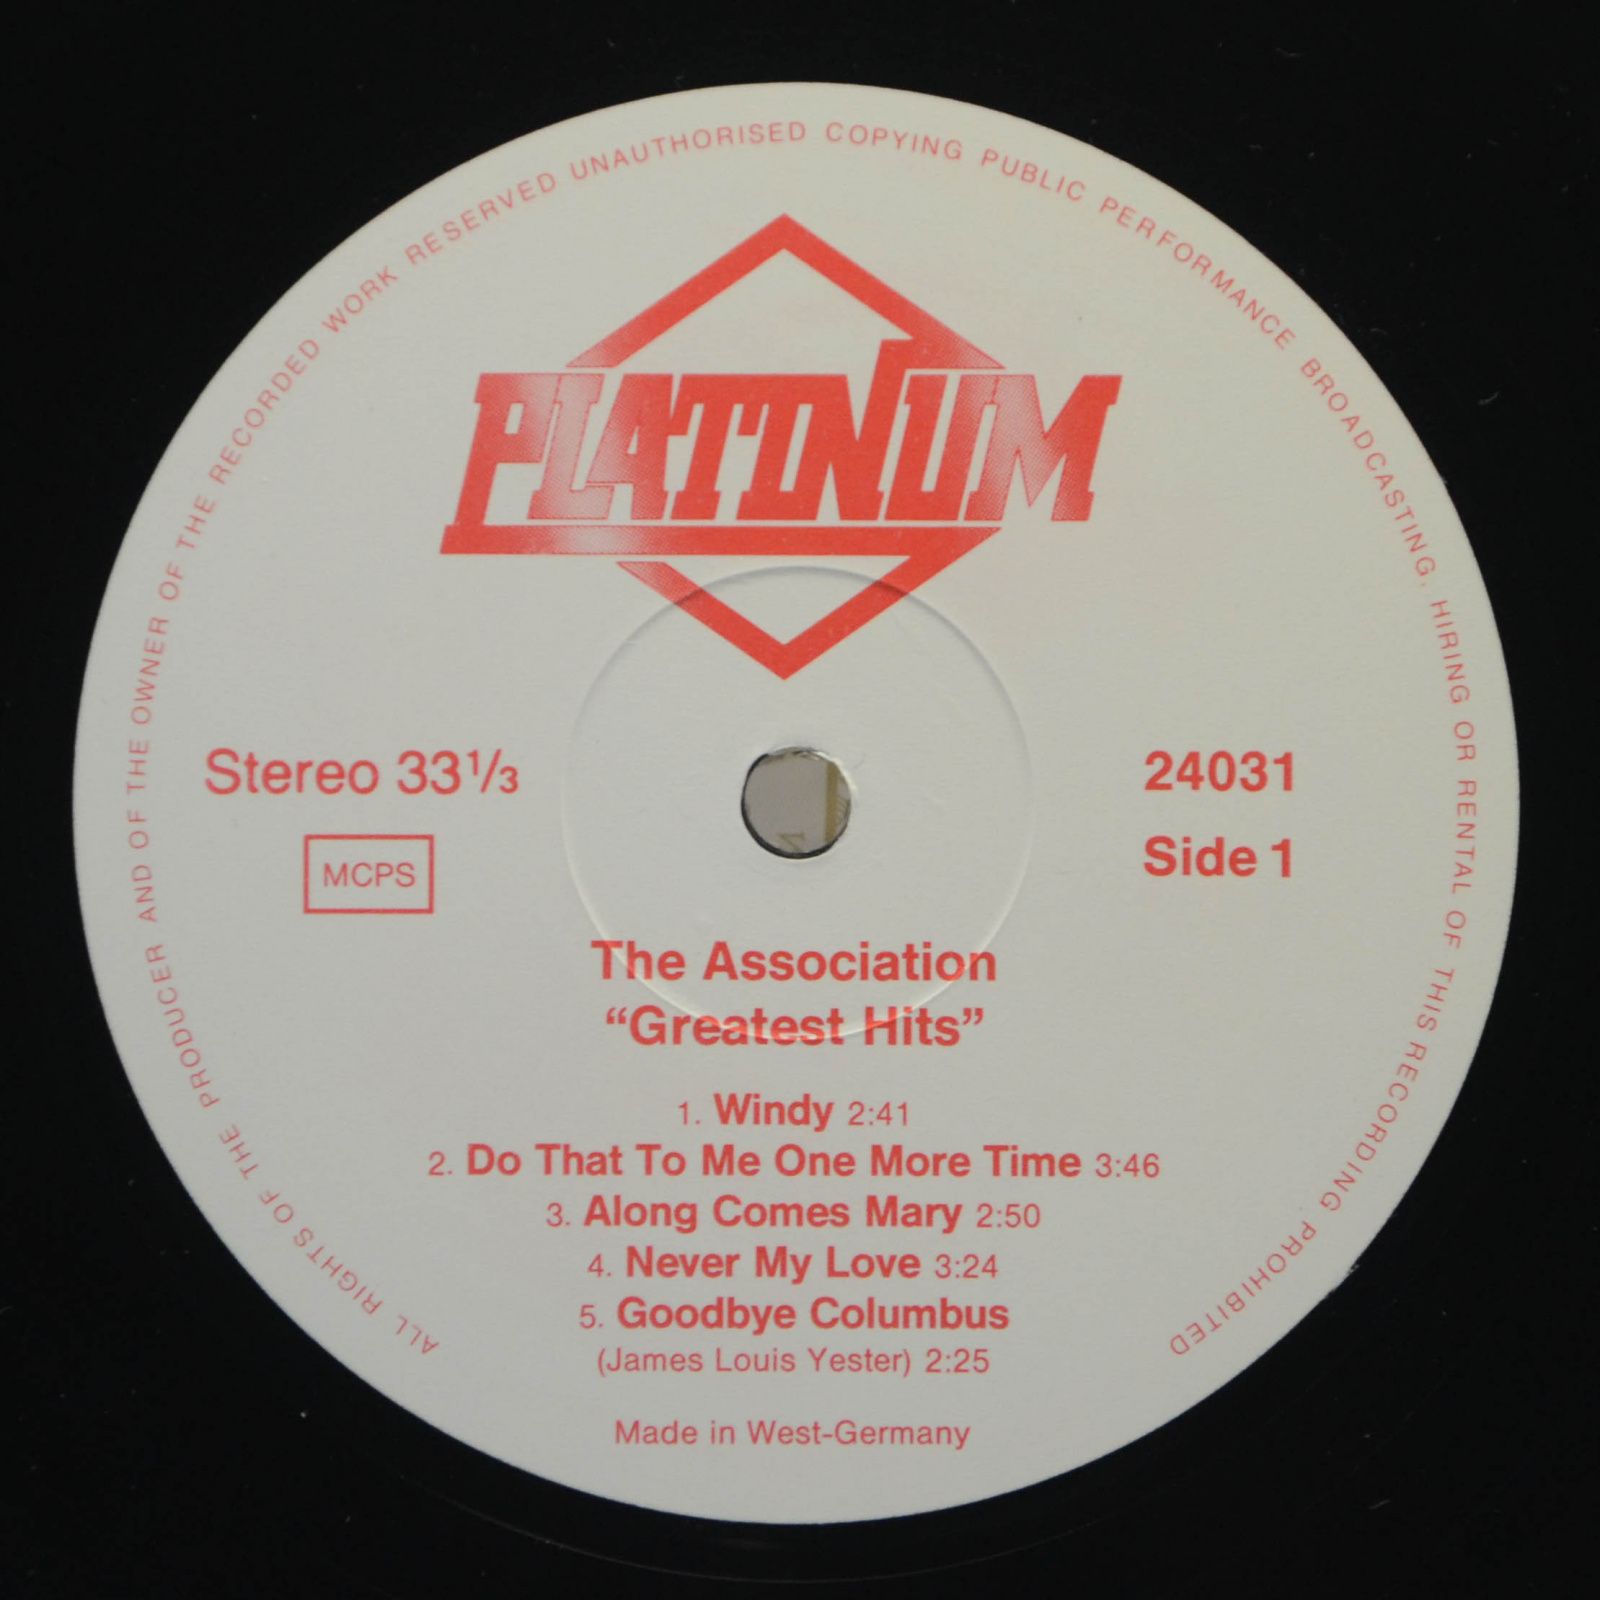 ALL RIGHTS OF THE PRODUCER AND OF THE OWNER OF THE RECORDED WORK RESERVED UNAUTHORISED COPYING PUBLIC PERFORMANCE BROADCASTING, HIRING OR RENTAL OF THIS RECORDING PROHIBITED
PLATINUM
Stereo 33⅓
MCPS
24031
Side 1
The Association
“Greatest Hits”
1. Windy 2:41
2. Do That To Me One More Time 3:46
3. Along Comes Mary 2:50
4. Never My Love 3:24
5. Goodbye Columbus
(James Louis Yester) 2:25
Made in West-Germany